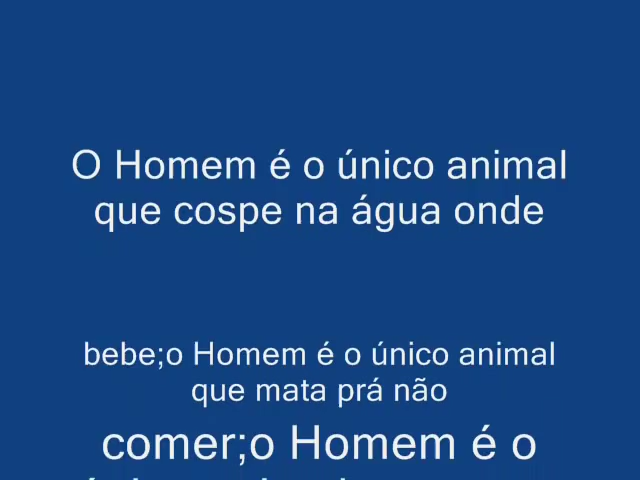 O Homem é o único animal
que cospe na água onde
bebe;o Homem é o único animal
que mata prá não
comer;o Homem é o